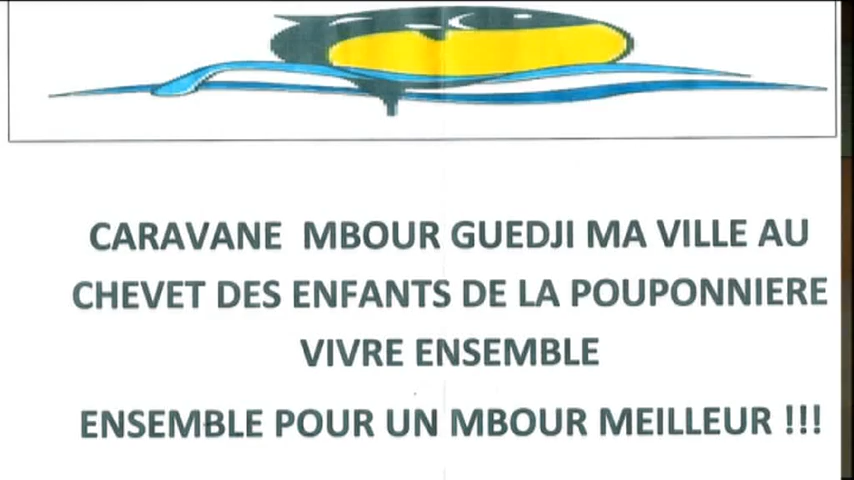 CARAVANE MBOUR GUEDJI MA VILLE AU
CHEVET DES ENFANTS DE LA POUPONNIERE
VIVRE ENSEMBLE
ENSEMBLE POUR UN MBOUR MEILLEUR !!!